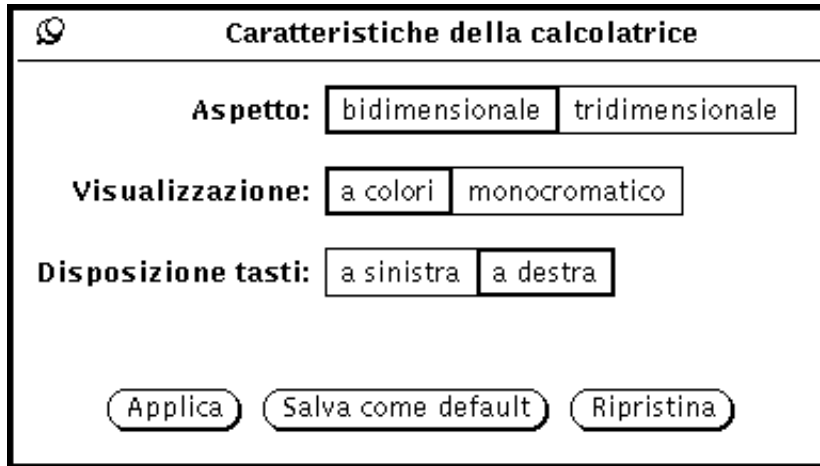 Caratteristiche della calcolatrice
Aspetto: bidimensionale tridimensionale
Visualizzazione: a colori monocromatico
Disposizione tasti: a sinistra a destra
Applica Salva come default Ripristina